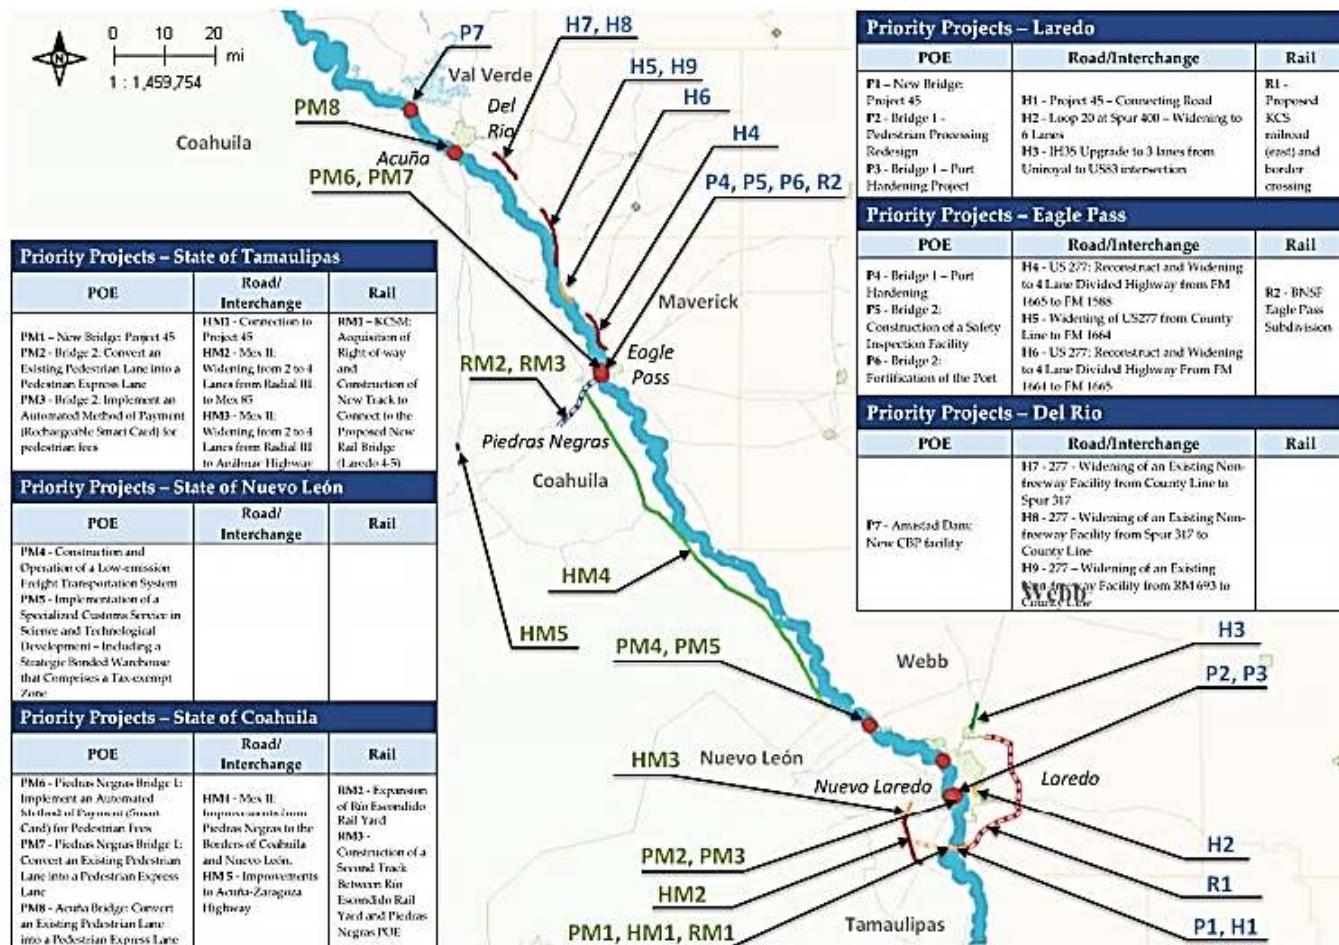 0 10 20
mi
1 : 1,459,754
P7
H7, H8
Val Verde
H5, H9
Del
Rio
H6
PM8
Coahuila
Acuña
H4
PM6, PM7
P4, P5, P6, R2
Maverick
Eagle
Pass
RM2, RM3
Piedras Negras
Coahuila
HM4
HM5
PM4, PM5
Webb
H3
P2, P3
HM3
Nuevo León
Nuevo Laredo
Laredo
PM2, PM3
H2
HM2
R1
Tamaulipas
PM1, HM1, RM1
P1, H1
Priority Projects – State of Tamaulipas
POE
Road/
Interchange
Rail
PM1 – New Bridge: Project 45
PM2 - Bridge 2: Convert an
Existing Pedestrian Lane into a
Pedestrian Express Lane
PM3 - Bridge 2: Implement an
Automated Method of Payment
(Rechargeable Smart Card) for
pedestrian fees
HM1 - Connection to
Project 45
HM2 - Mex II:
Widening from 2 to 4
Lanes from Radial III
to Mex 85
HM3 - Mex II:
Widening from 2 to 4
Lanes from Radial III
to Anáhuac Highway
RM1 – KCSM:
Acquisition of
Right-of-way
and
Construction of
New Track to
Connect to the
Proposed New
Rail Bridge
(Laredo 4-5)
Priority Projects – State of Nuevo León
POE
Road/
Interchange
Rail
PM4 - Construction and
Operation of a Low-emission
Freight Transportation System
PM5 - Implementation of a
Specialized Customs Service in
Science and Technological
Development – Including a
Strategic Bonded Warehouse
that Comprises a Tax-exempt
Zone
Priority Projects – State of Coahuila
POE
Road/
Interchange
Rail
PM6 - Piedras Negras Bridge I:
Implement an Automated
Method of Payment (Smart
Card) for Pedestrian Fees
PM7 - Piedras Negras Bridge I:
Convert an Existing Pedestrian
Lane into a Pedestrian Express
Lane
PM8 - Acuña Bridge: Convert
an Existing Pedestrian Lane
into a Pedestrian Express Lane
HM4 - Mex II:
Improvements from
Piedras Negras to the
Borders of Coahuila
and Nuevo León.
HM5 - Improvements
to Acuña-Zaragoza
Highway
RM2 - Expansion
of Río Escondido
Rail Yard
RM3 -
Construction of a
Second Track
Between Río
Escondido Rail
Yard and Piedras
Negras POE
Priority Projects – Laredo
POE
Road/Interchange
Rail
P1 – New Bridge:
Project 45
P2 - Bridge 1 -
Pedestrian Processing
Redesign
P3 - Bridge 1 – Port
Hardening Project
H1 - Project 45 – Connecting Road
H2 - Loop 20 at Spur 400 – Widening to
6 Lanes
H3 - IH35 Upgrade to 3 lanes from
Uniroyal to US83 intersection
R1 -
Proposed
KCS
railroad
(east) and
border
crossing
Priority Projects – Eagle Pass
POE
Road/Interchange
Rail
P4 - Bridge 1 – Port
Hardening
P5 - Bridge 2:
Construction of a Safety
Inspection Facility
P6 - Bridge 2:
Fortification of the Port
H4 - US 277: Reconstruct and Widening
to 4 Lane Divided Highway from FM
1665 to FM 1588
H5 - Widening of US277 from County
Line to FM 1664
H6 - US 277: Reconstruct and Widening
to 4 Lane Divided Highway From FM
1664 to FM 1665
R2 - BNSF
Eagle Pass
Subdivision
Priority Projects – Del Rio
POE
Road/Interchange
Rail
P7 - Amistad Dam:
New CBP facility
H7 - 277 - Widening of an Existing Non-
freeway Facility from County Line to
Spur 317
H8 - 277 - Widening of an Existing Non-
freeway Facility from Spur 317 to
County Line
H9 - 277 – Widening of an Existing
Non-freeway Facility from RM 693 to
County Line
Webb